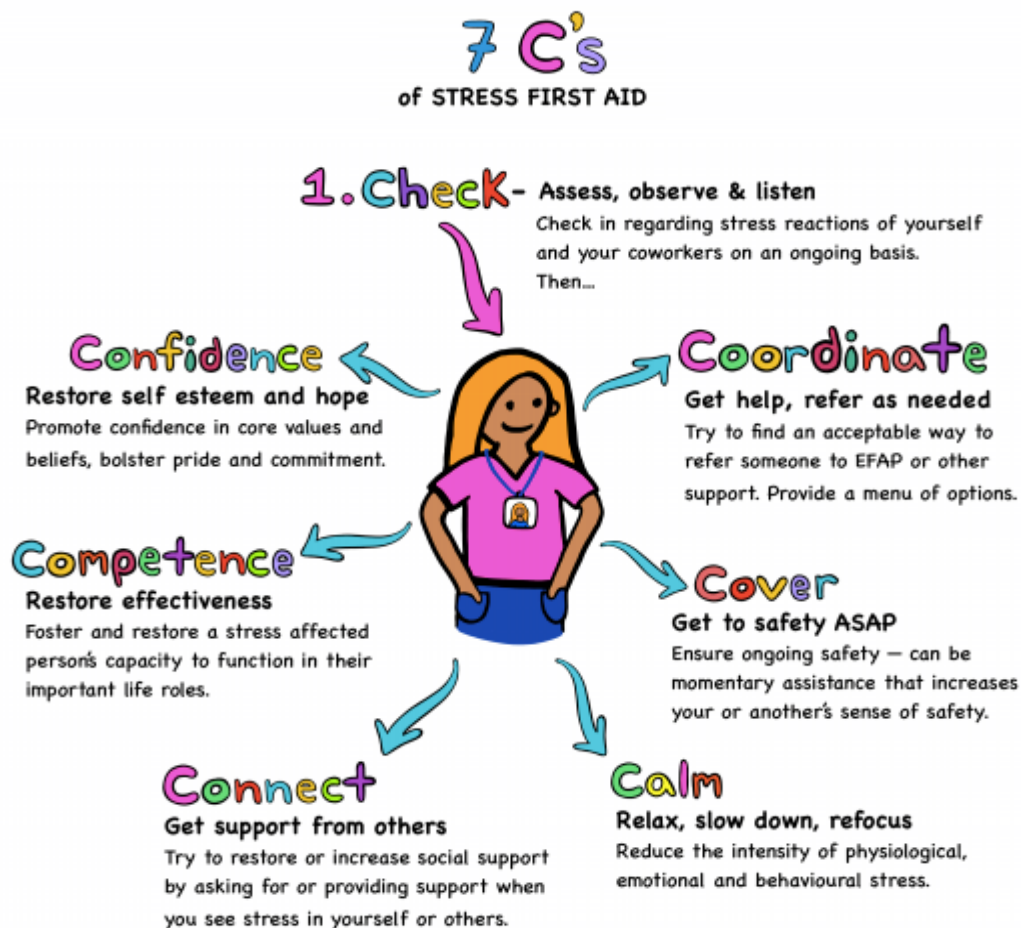 7 C's
of STRESS FIRST AID
1. Check - Assess, observe & listen
Check in regarding stress reactions of yourself
and your coworkers on an ongoing basis.
Then...
Coordinate
Get help, refer as needed
Try to find an acceptable way to
refer someone to EFAP or other
support. Provide a menu of options.
Cover
Get to safety ASAP
Ensure ongoing safety – can be
momentary assistance that increases
your or another's sense of safety.
Calm
Relax, slow down, refocus
Reduce the intensity of physiological,
emotional and behavioural stress.
Connect
Get support from others
Try to restore or increase social support
by asking for or providing support when
you see stress in yourself or others.
Competence
Restore effectiveness
Foster and restore a stress affected
person's capacity to function in their
important life roles.
Confidence
Restore self esteem and hope
Promote confidence in core values and
beliefs, bolster pride and commitment.